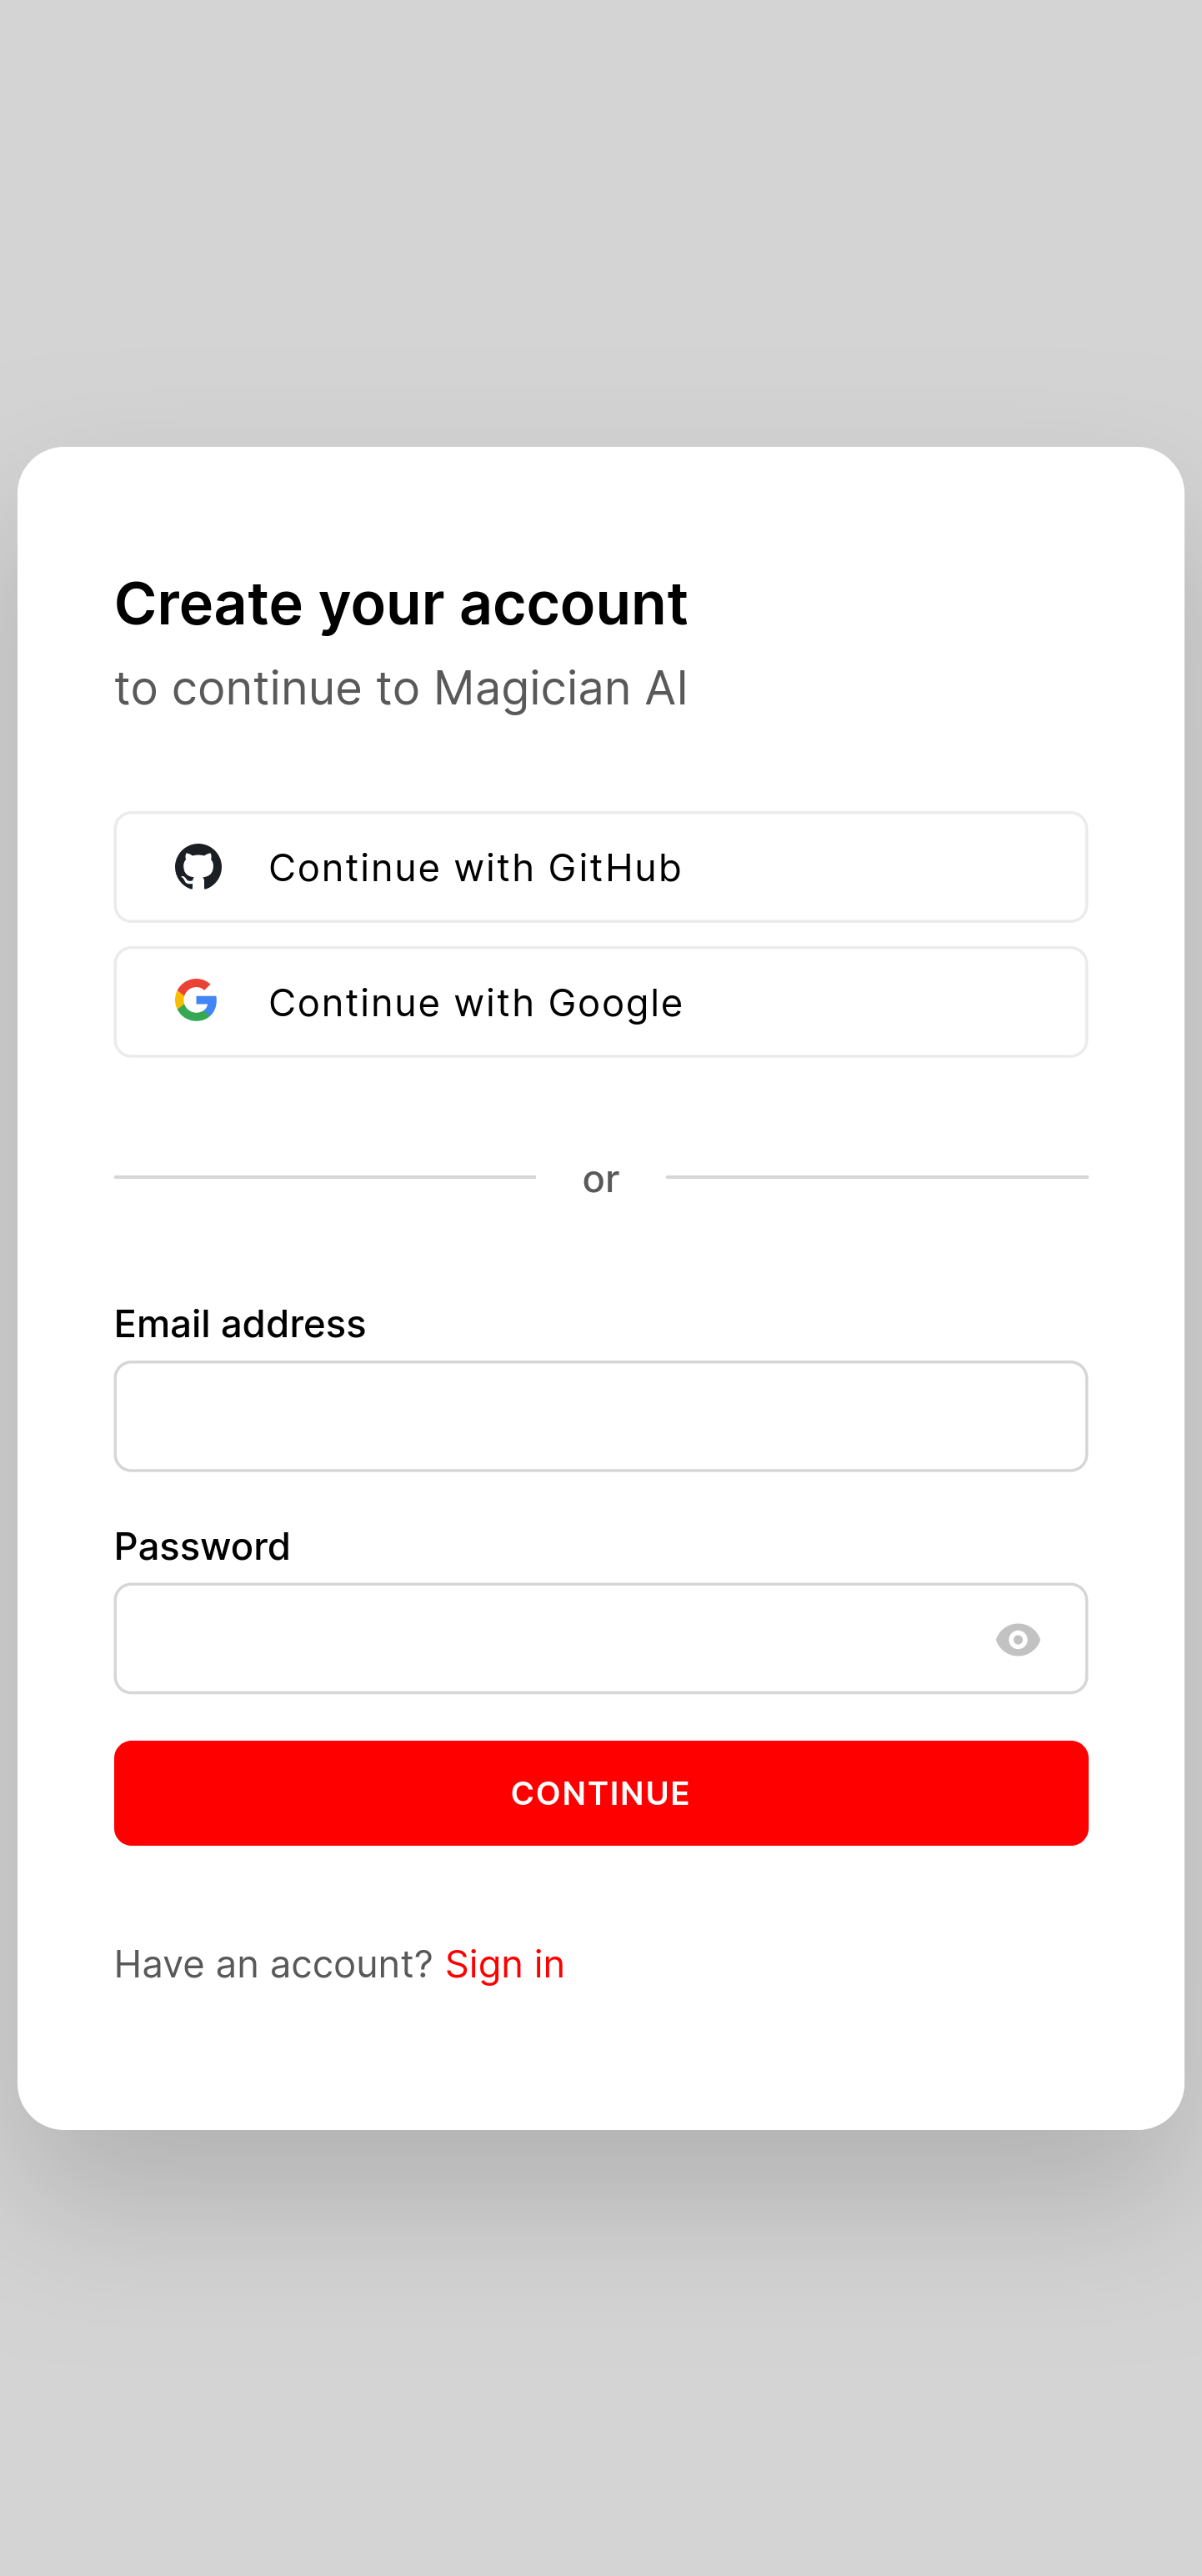 Create your account
to continue to Magician AI
Continue with GitHub
Continue with Google
or
Email address
Password
CONTINUE
Have an account? Sign in